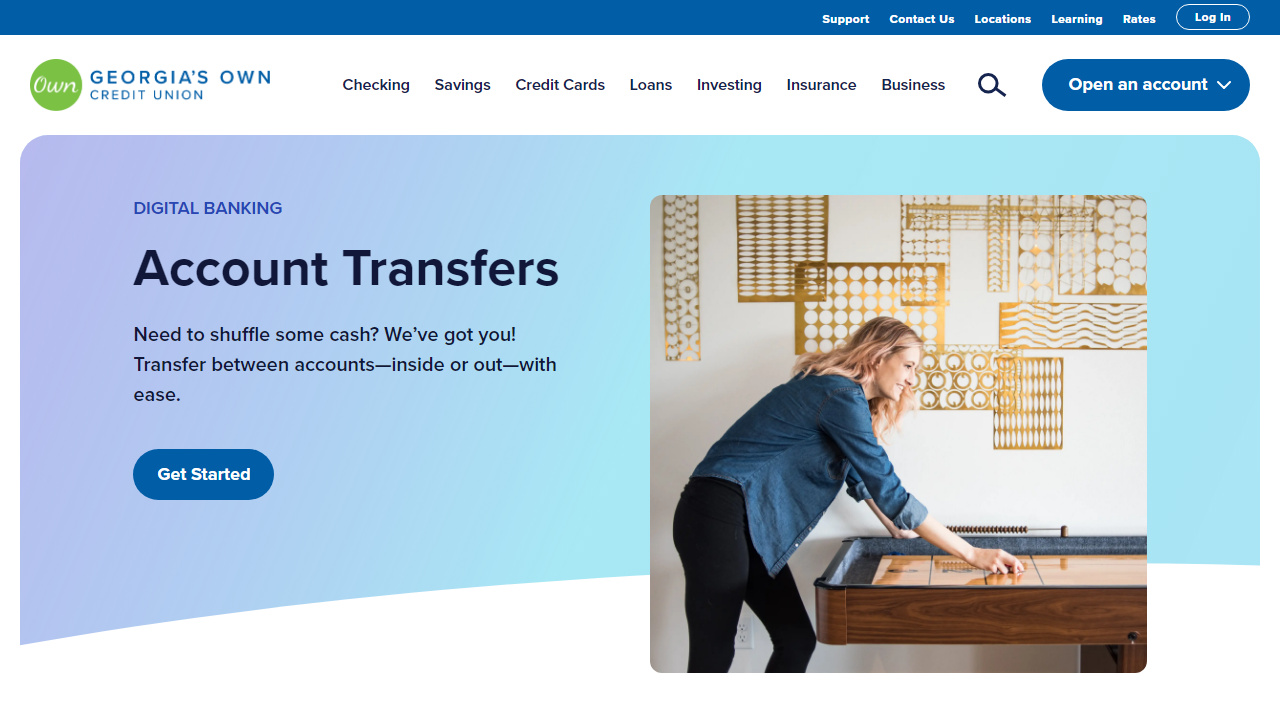 Support Contact Us Locations Learning Rates Log In
Own GEORGIA'S OWN
CREDIT UNION
Checking Savings Credit Cards Loans Investing Insurance Business
Open an account
DIGITAL BANKING
Account Transfers
Need to shuffle some cash? We’ve got you!
Transfer between accounts—inside or out—with
ease.
Get Started